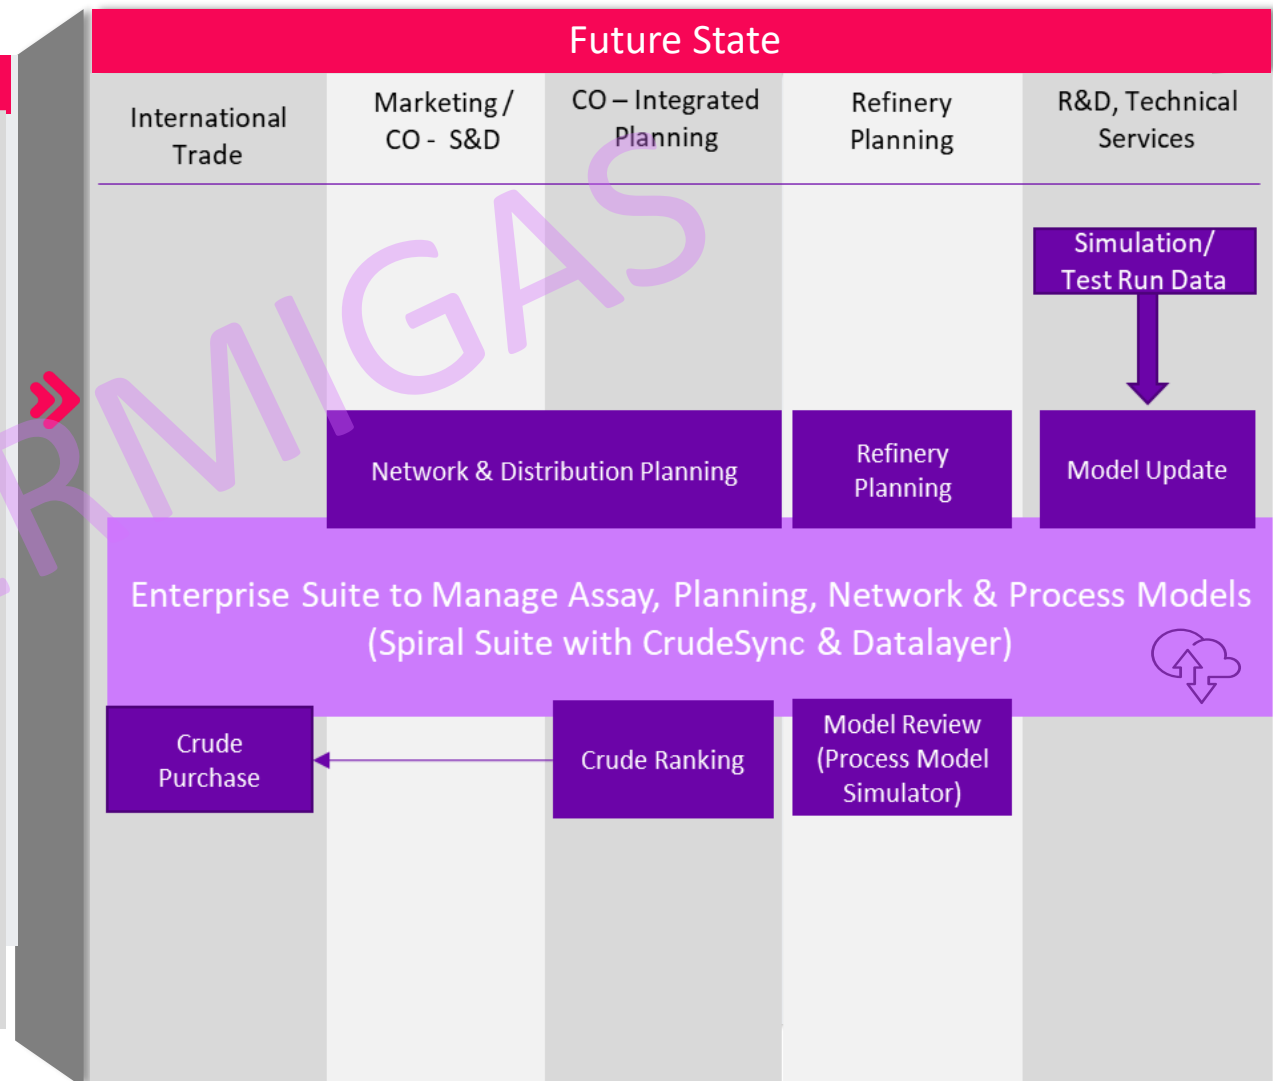 Future State
International
Trade
Marketing /
CO - S&D
CO – Integrated
Planning
Refinery
Planning
R&D, Technical
Services
Simulation/
Test Run Data
Network & Distribution Planning
Refinery
Planning
Model Update
Enterprise Suite to Manage Assay, Planning, Network & Process Models
(Spiral Suite with CrudeSync & Datalayer)
Crude
Purchase
Crude Ranking
Model Review
(Process Model
Simulator)
ERMIGAS